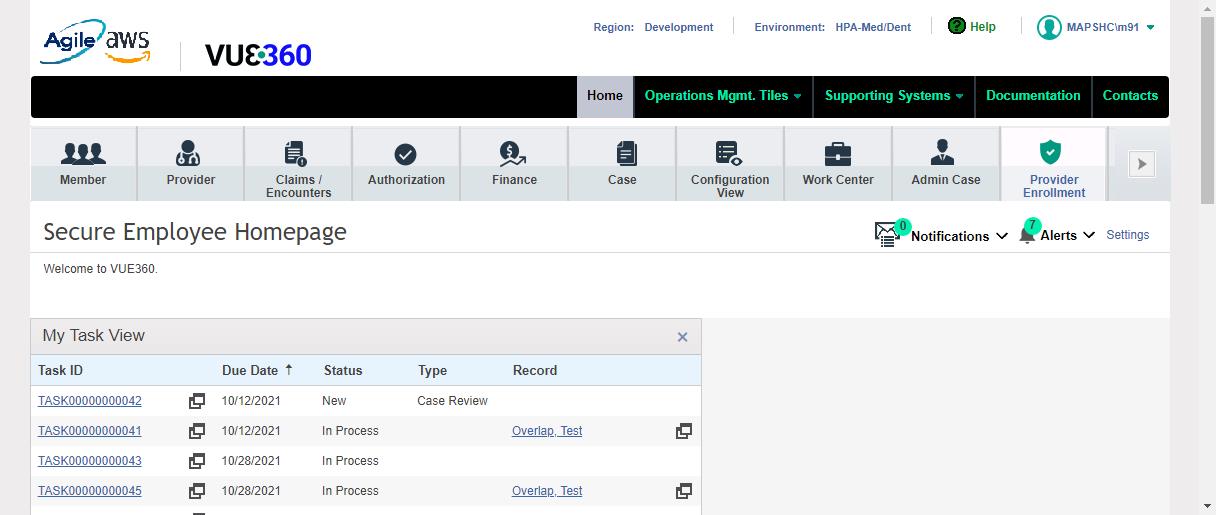 Agile aws
VUE360
Region: Development
Environment: HPA-Med/Dent
? Help
MAPSHC\m91
Home
Operations Mgmt. Tiles
Supporting Systems
Documentation
Contacts
Member
Provider
Claims /
Encounters
Authorization
Finance
Case
Configuration
View
Work Center
Admin Case
Provider
Enrollment
Secure Employee Homepage
0
Notifications
7
Alerts
Settings
Welcome to VUE360.
My Task View
Task ID Due Date Status Type Record
TASK00000000042 10/12/2021 New Case Review
TASK00000000041 10/12/2021 In Process Overlap, Test
TASK00000000043 10/28/2021 In Process
TASK00000000045 10/28/2021 In Process Overlap, Test